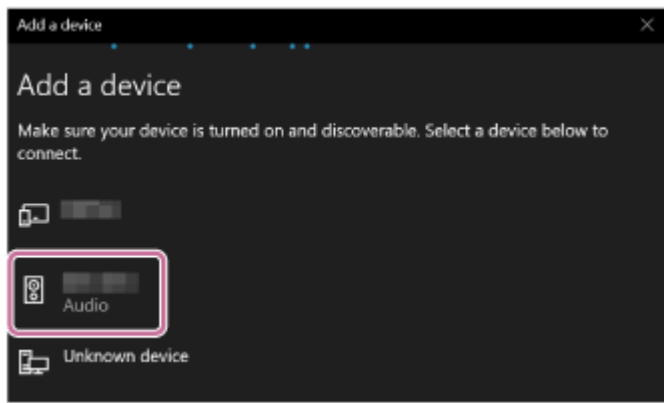 Add a device
Add a device
Make sure your device is turned on and discoverable. Select a device below to
connect.
Audio
Unknown device